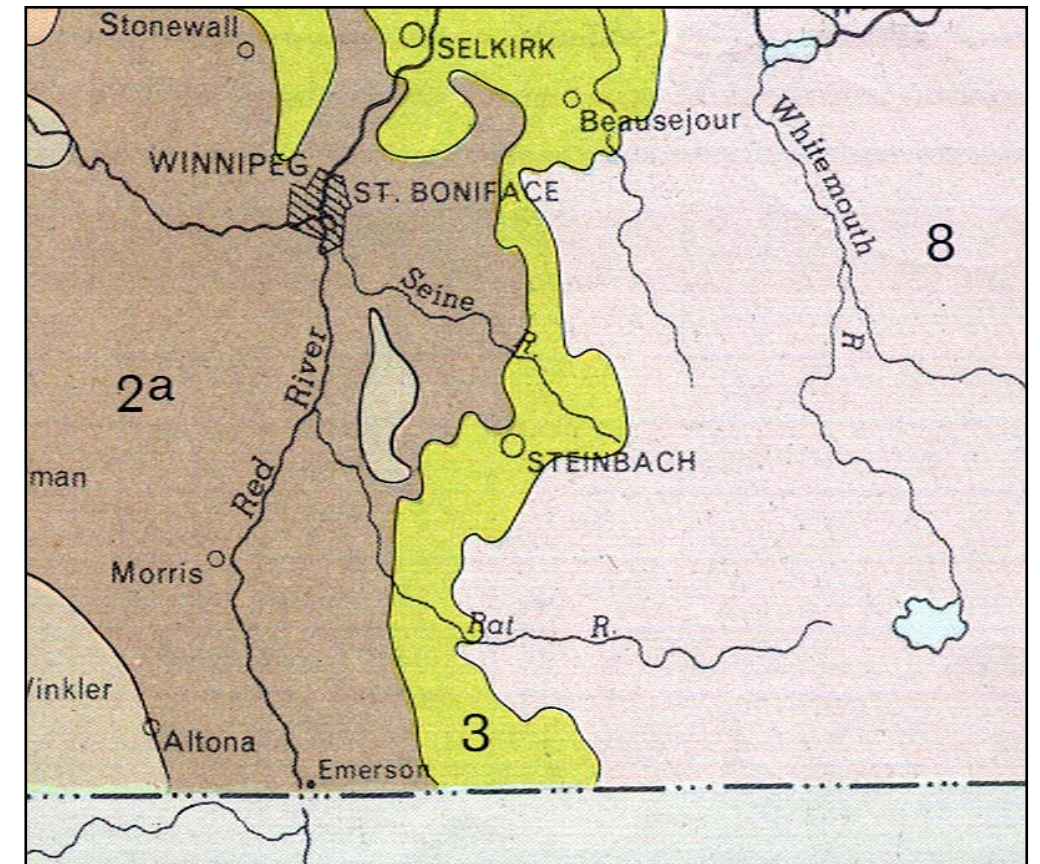 Stonewall
SELKIRK
Beausejour
Whitemouth
R
WINNIPEG
ST. BONIFACE
8
Seine
R.
River
Red
2a
man
STEINBACH
Morris
Rat R.
Winkler
3
Altona
Emerson